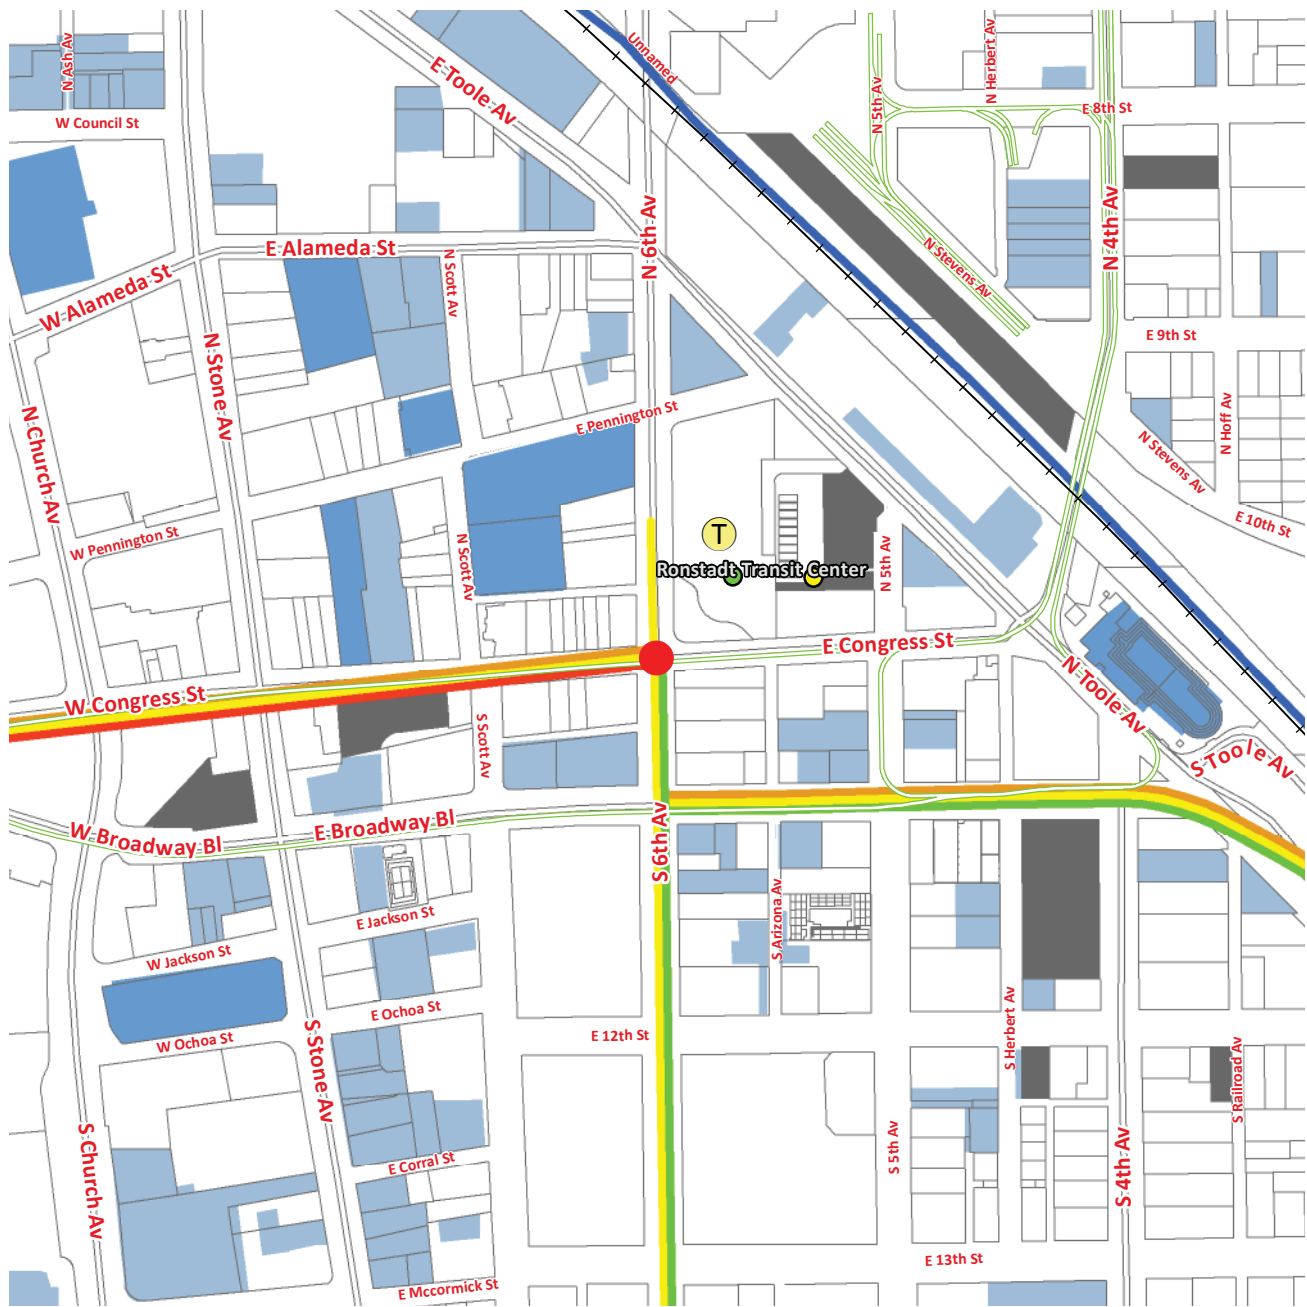 N Ash Av
W Council St
E Toole Av
Unnamed
N Herbert Av
N 5th Av
E 8th St
N 4th Av
N 6th Av
E Alameda St
N Scott Av
W Alameda St
N Stevens Av
E 9th St
N Stone Av
N Church Av
E Pennington St
N Hoff Av
N Stevens Av
E 10th St
W Pennington St
N Scott Av
T
Ronstadt Transit Center
N 5th Av
E Congress St
W Congress St
N Toole Av
S Toole Av
S Scott Av
S 6th Av
W Broadway Bl
E Broadway Bl
E Jackson St
S Arizona Av
W Jackson St
E Ochoa St
W Ochoa St
S Stone Av
E 12th St
S Herbert Av
S Railroad Av
S Church Av
E Corral St
S 5th Av
S 4th Av
E 13th St
E Mccormick St